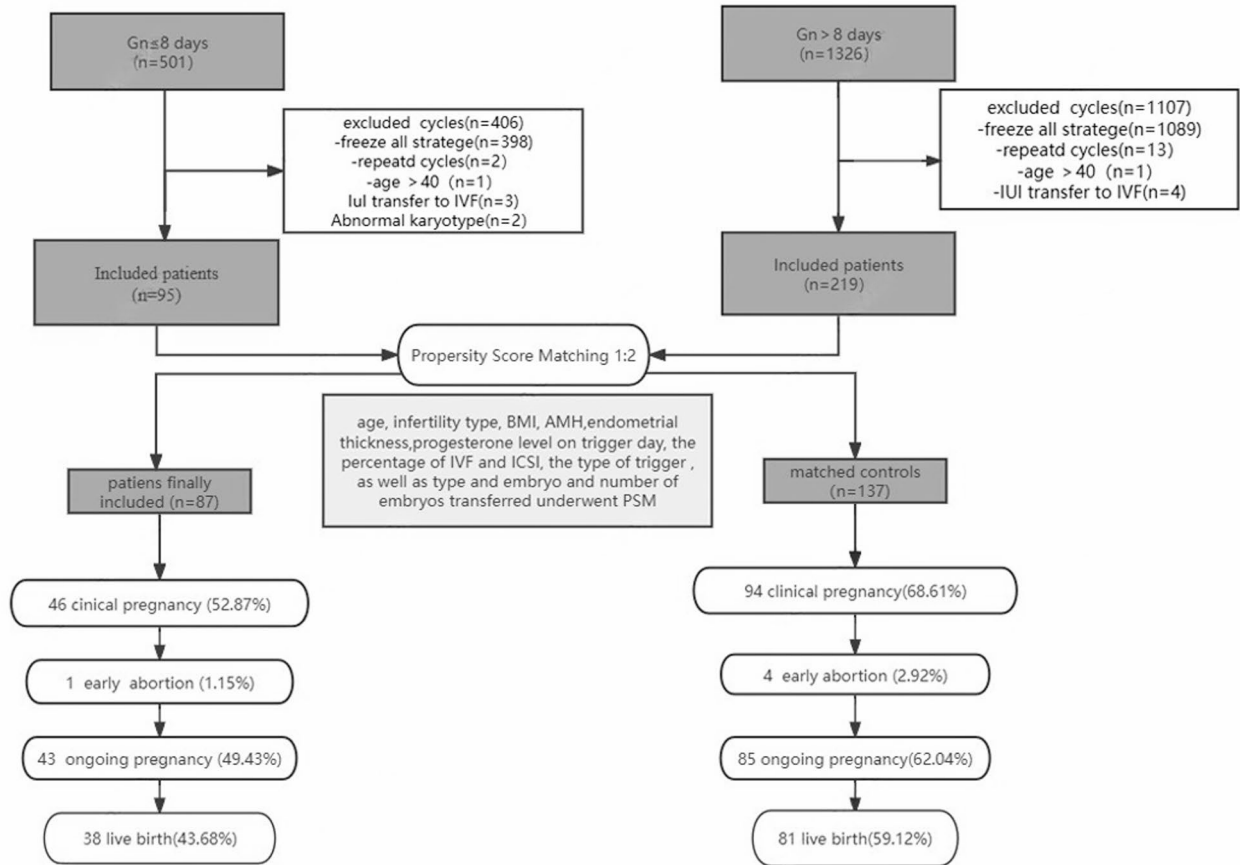 Gn≤8 days
(n=501)
Gn > 8 days
(n=1326)
excluded cycles(n=406)
-freeze all stratege(n=398)
-repeatd cycles(n=2)
-age > 40 (n=1)
IuI transfer to IVF(n=3)
Abnormal karyotype(n=2)
excluded cycles(n=1107)
-freeze all stratege(n=1089)
-repeatd cycles(n=13)
-age > 40 (n=1)
-IUI transfer to IVF(n=4)
Included patients
(n=95)
Included patients
(n=219)
Propersity Score Matching 1:2
age, infertility type, BMI, AMH,endometrial
thickness,progesterone level on trigger day, the
percentage of IVF and ICSI, the type of trigger ,
as well as type and embryo and number of
embryos transferred underwent PSM
patiens finally
included (n=87)
matched controls
(n=137)
46 cinical pregnancy (52.87%)
94 clinical pregnancy(68.61%)
1 early abortion (1.15%)
4 early abortion (2.92%)
43 ongoing pregnancy (49.43%)
85 ongoing pregnancy(62.04%)
38 live birth(43.68%)
81 live birth(59.12%)